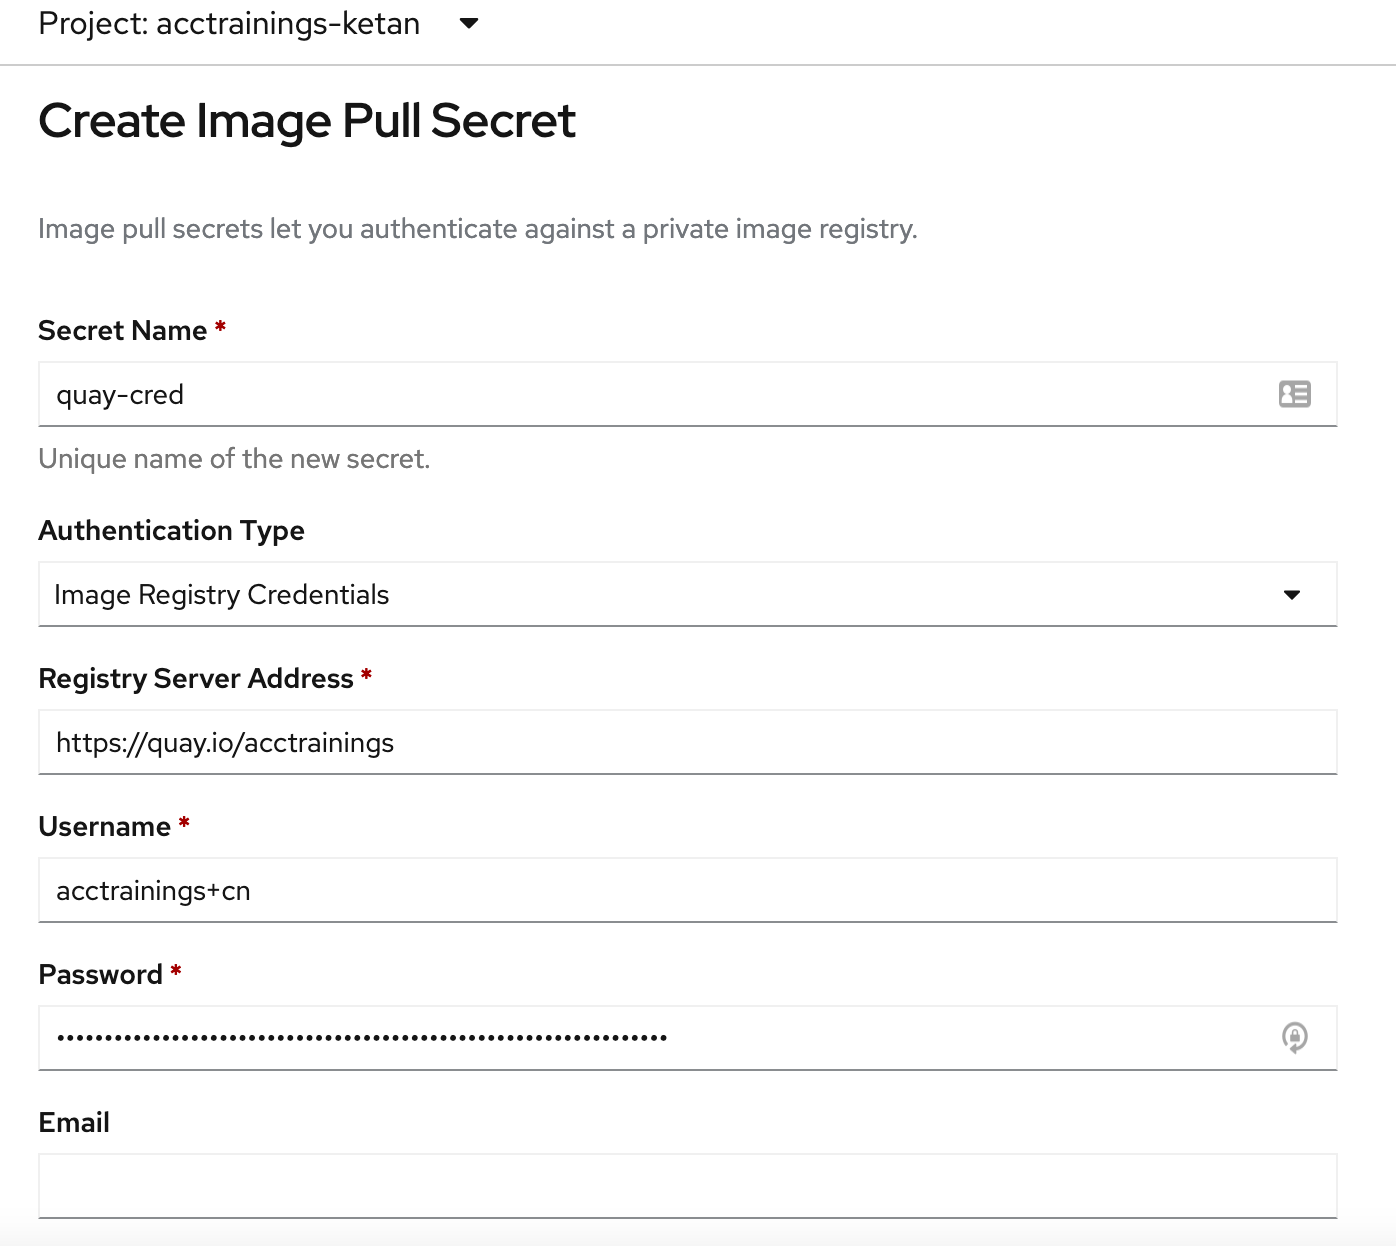 Project: acctrainings-ketan
Create Image Pull Secret
Image pull secrets let you authenticate against a private image registry.
Secret Name *
quay-cred
Unique name of the new secret.
Authentication Type
Image Registry Credentials
Registry Server Address *
https://quay.io/acctrainings
Username *
acctrainings+cn
Password *
••••••••••••••••••••••••••••••••••••••••••••••••••••••••••••••••
Email